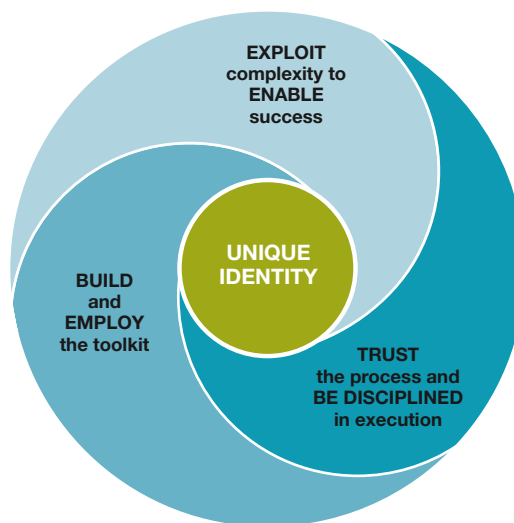 EXPLOIT
complexity to
ENABLE
success
UNIQUE
IDENTITY
BUILD
and
EMPLOY
the toolkit
TRUST
the process and
BE DISCIPLINED
in execution